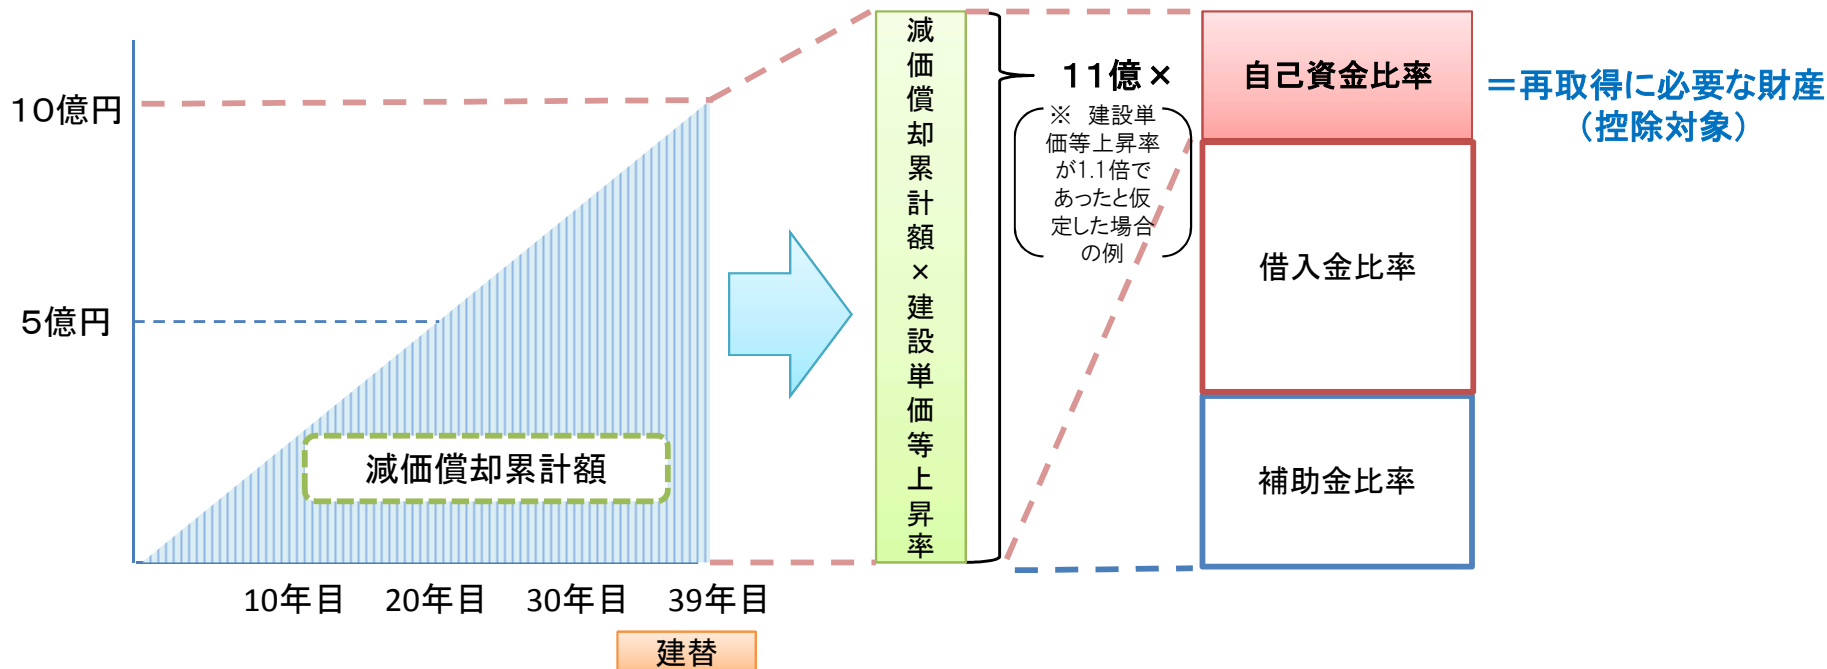 10億円
5億円
減価償却累計額
10年目
20年目
30年目
39年目
建替
減価償却累計額×建設単価等上昇率
11億×
※ 建設単
価等上昇率
が1.1倍で
あったと仮
定した場合
の例
自己資金比率
借入金比率
補助金比率
＝再取得に必要な財産
（控除対象）